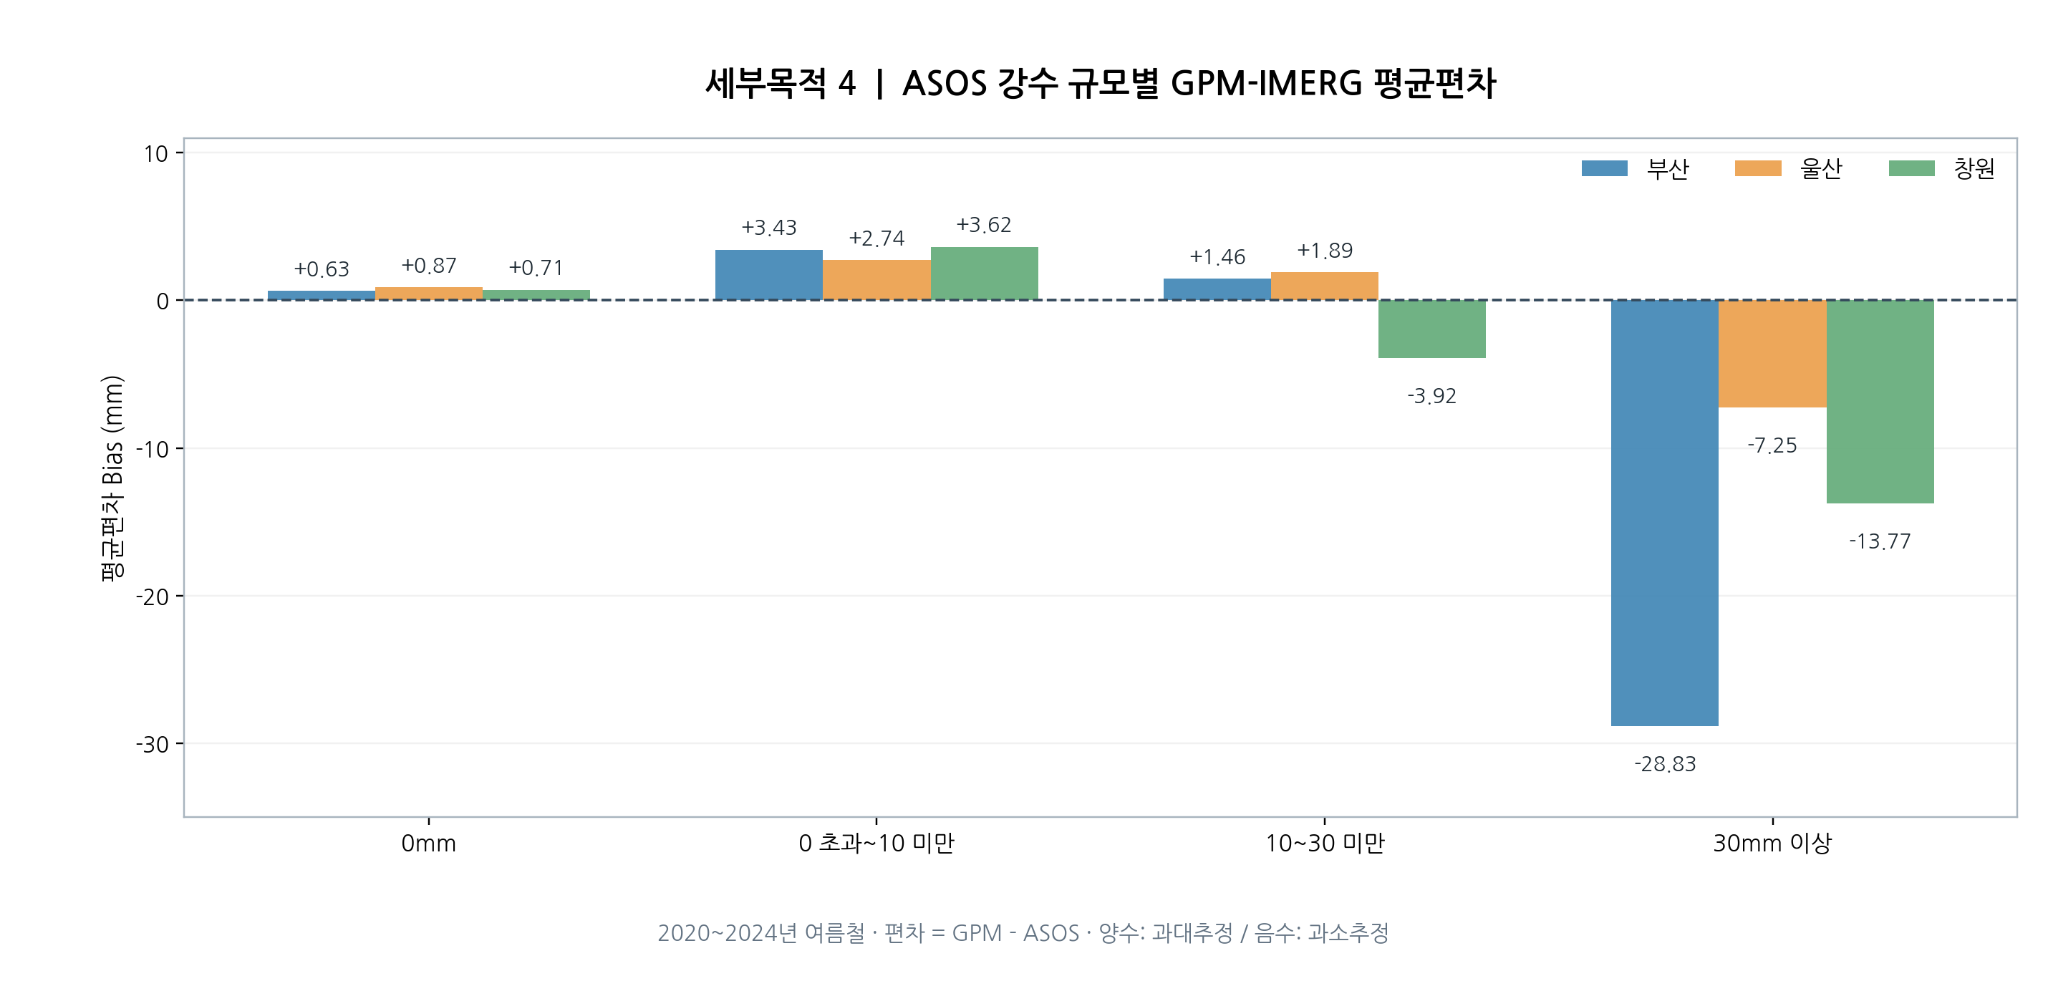 세부목적 4 | ASOS 강수 규모별 GPM-IMERG 평균편차
부산 울산 창원
평균편차 Bias (mm)
10
0
-10
-20
-30
+0.63 +0.87 +0.71
+3.43 +2.74 +3.62
+1.46 +1.89 -3.92
-28.83 -7.25 -13.77
0mm 0 초과~10 미만 10~30 미만 30mm 이상
2020~2024년 여름철 · 편차 = GPM - ASOS · 양수: 과대추정 / 음수: 과소추정